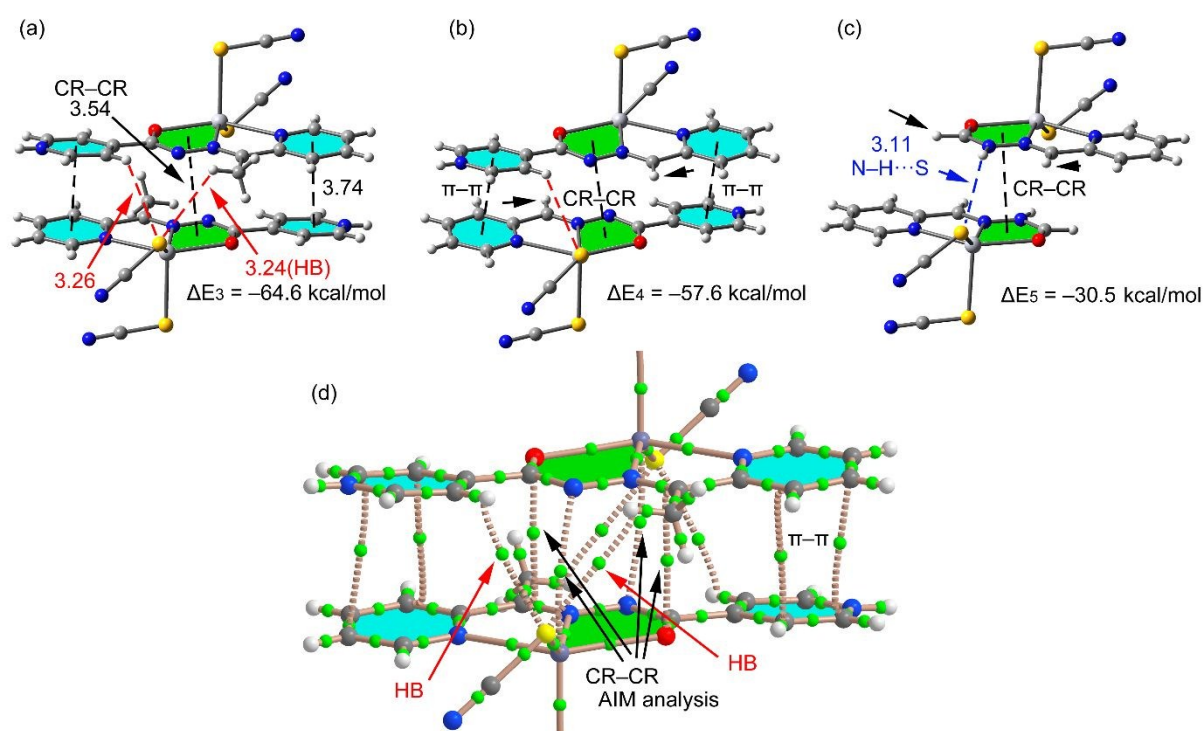 (a)
CR–CR
3.54
3.74
3.26
3.24(HB)
ΔE3 = –64.6 kcal/mol
(b)
π–π
CR–CR
π–π
ΔE4 = –57.6 kcal/mol
(c)
3.11
N–H···S
CR–CR
ΔE5 = –30.5 kcal/mol
(d)
π–π
HB
HB
CR–CR
AIM analysis